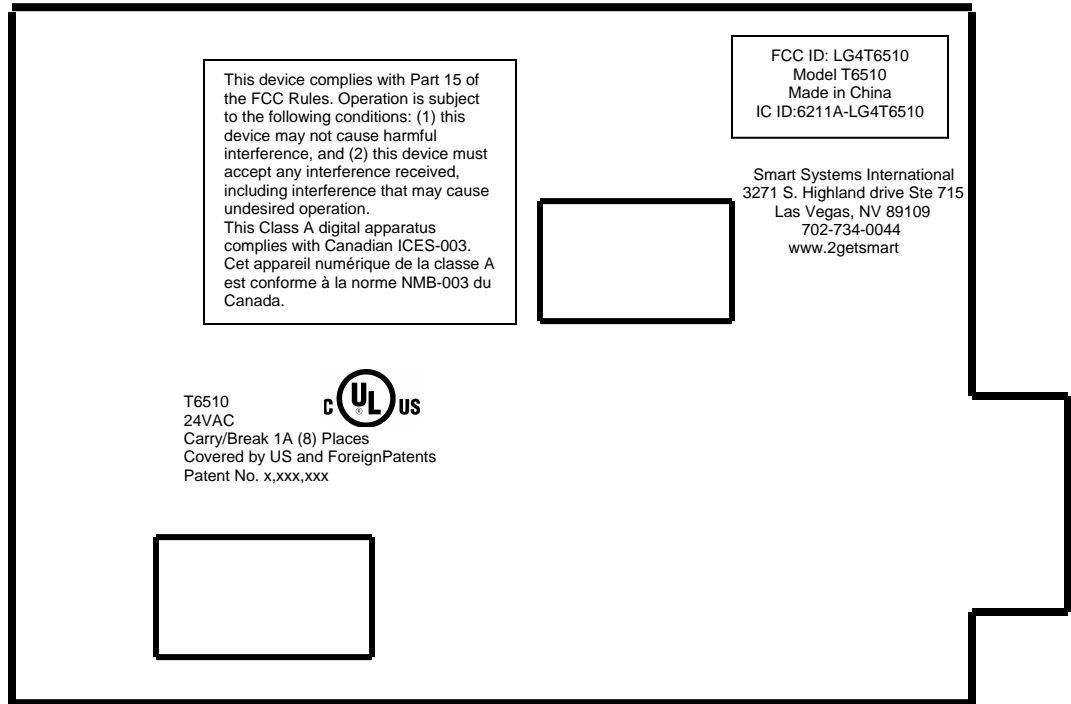 FCC ID: LG4T6510
Model T6510
Made in China
IC ID:6211A-LG4T6510
This device complies with Part 15 of
the FCC Rules. Operation is subject
to the following conditions: (1) this
device may not cause harmful
interference, and (2) this device must
accept any interference received,
including interference that may cause
undesired operation.
This Class A digital apparatus
complies with Canadian ICES-003.
Cet appareil numérique de la classe A
est conforme à la norme NMB-003 du
Canada.
Smart Systems International
3271 S. Highland drive Ste 715
Las Vegas, NV 89109
702-734-0044
www.2getsmart
C UL ® US
T6510
24VAC
Carry/Break 1A (8) Places
Covered by US and ForeignPatents
Patent No. x,xxx,xxx